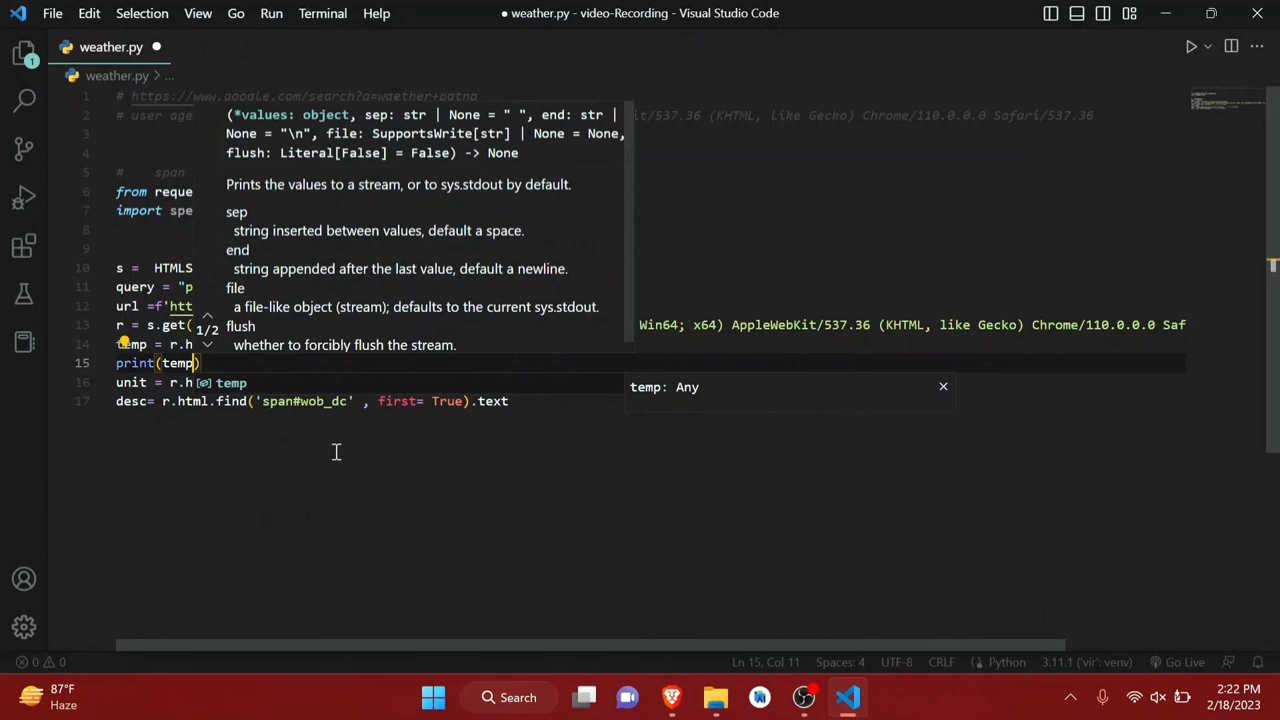 File Edit Selection View Go Run Terminal Help
● weather.py - video-Recording - Visual Studio Code
weather.py
weather.py > ...
1 # https://www.google.com/search?q=waether+patna
2 # user age it/537.36 (KHTML, like Gecko) Chrome/110.0.0.0 Safari/537.36
3
4
5 # span
6 from reque
7 import spe
8
9
10 s = HTMLS
11 query = "p
12 url =f'htt
13 r = s.get( Win64; x64) AppleWebKit/537.36 (KHTML, like Gecko) Chrome/110.0.0.0 Saf
14 temp = r.h
15 print(temp)
16 unit = r.h
17 desc= r.html.find('span#wob_dc' , first= True).text
(*values: object, sep: str | None = " ", end: str |
None = "\n", file: SupportsWrite[str] | None = None,
flush: Literal[False] = False) -> None
Prints the values to a stream, or to sys.stdout by default.
sep
string inserted between values, default a space.
end
string appended after the last value, default a newline.
file
a file-like object (stream); defaults to the current sys.stdout.
flush
whether to forcibly flush the stream.
1/2
temp
temp: Any
1
0 0
Ln 15, Col 11 Spaces: 4 UTF-8 CRLF Python 3.11.1 ('vir': venv) Go Live
87°F
Haze
Search
2:22 PM
2/18/2023